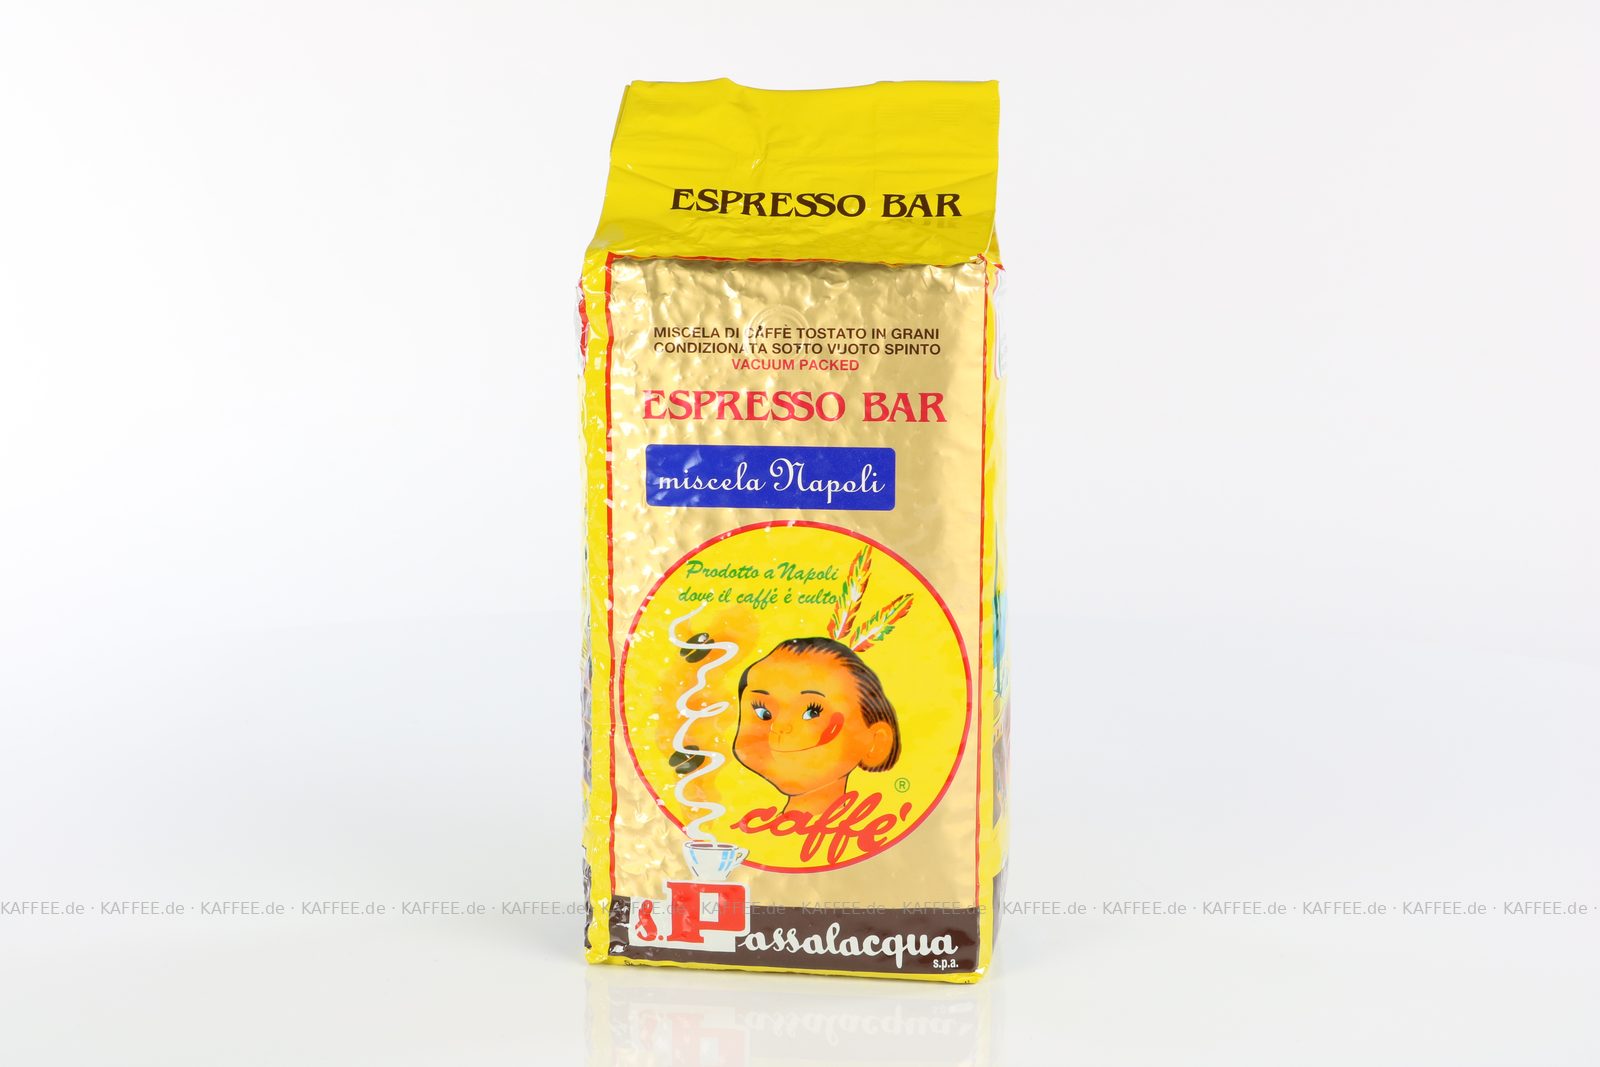 ESPRESSO BAR
MISCELA DI CAFFÈ TOSTATO IN GRANI
CONDIZIONATA SOTTO VUOTO SPINTO
VACUUM PACKED
ESPRESSO BAR
miscela Napoli
Prodotto a Napoli
dove il caffé é culto
caffe' ®
S. Passalacqua
s.p.a.
KAFFEE.de · KAFFEE.de · KAFFEE.de · KAFFEE.de · KAFFEE.de · KAFFEE.de · KAFFEE.de · KAFFEE.de · KAFFEE.de · KAFFEE.de · KAFFEE.de · KAFFEE.de · KAFFEE.de · KAFFEE.de · KAFFEE.de · KAFFEE.de ·